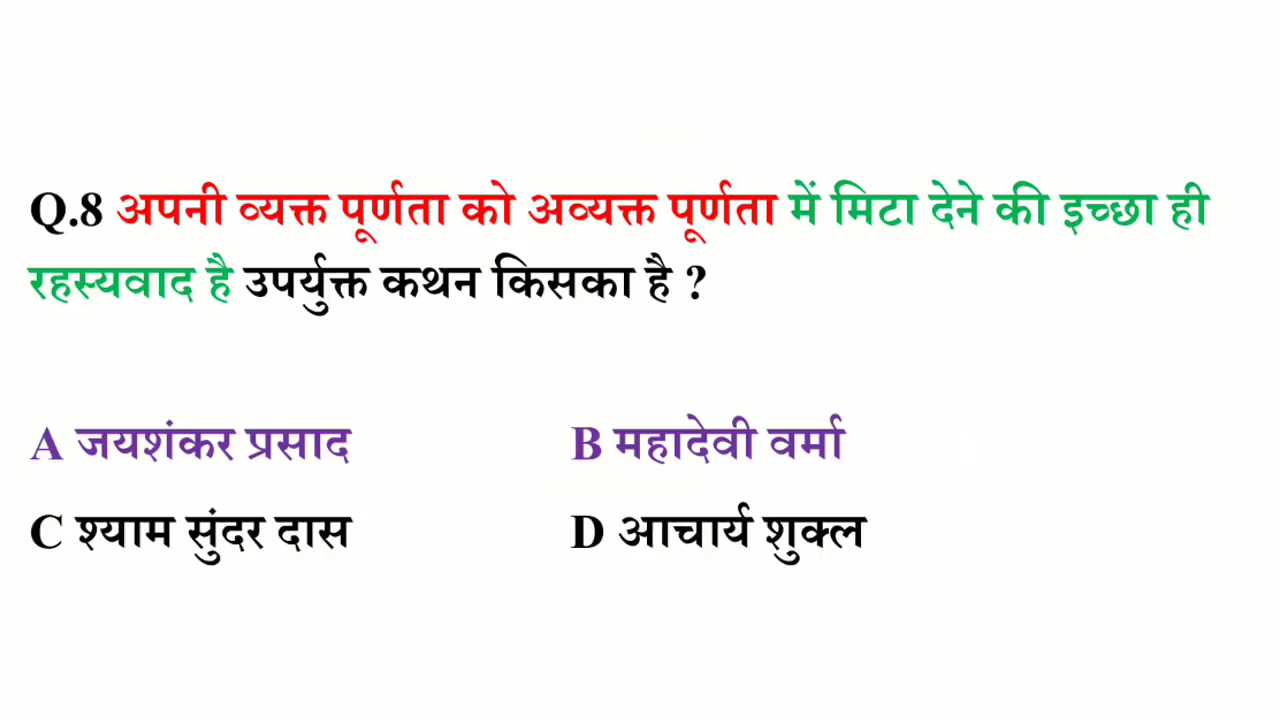 Q.8 अपनी व्यक्त पूर्णता को अव्यक्त पूर्णता में मिटा देने की इच्छा ही
रहस्यवाद है उपर्युक्त कथन किसका है ?
A जयशंकर प्रसाद B महादेवी वर्मा
C श्याम सुंदर दास D आचार्य शुक्ल